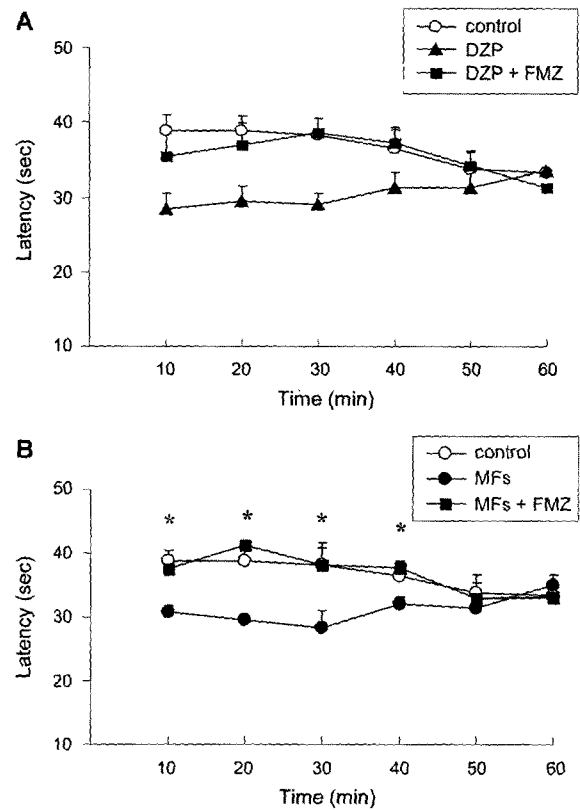 A
control
DZP
DZP + FMZ
50
40
30
20
10
Latency (sec)
10 20 30 40 50 60
Time (min)
B
control
MFs
MFs + FMZ
50
40
30
20
10
Latency (sec)
* * * *
10 20 30 40 50 60
Time (min)